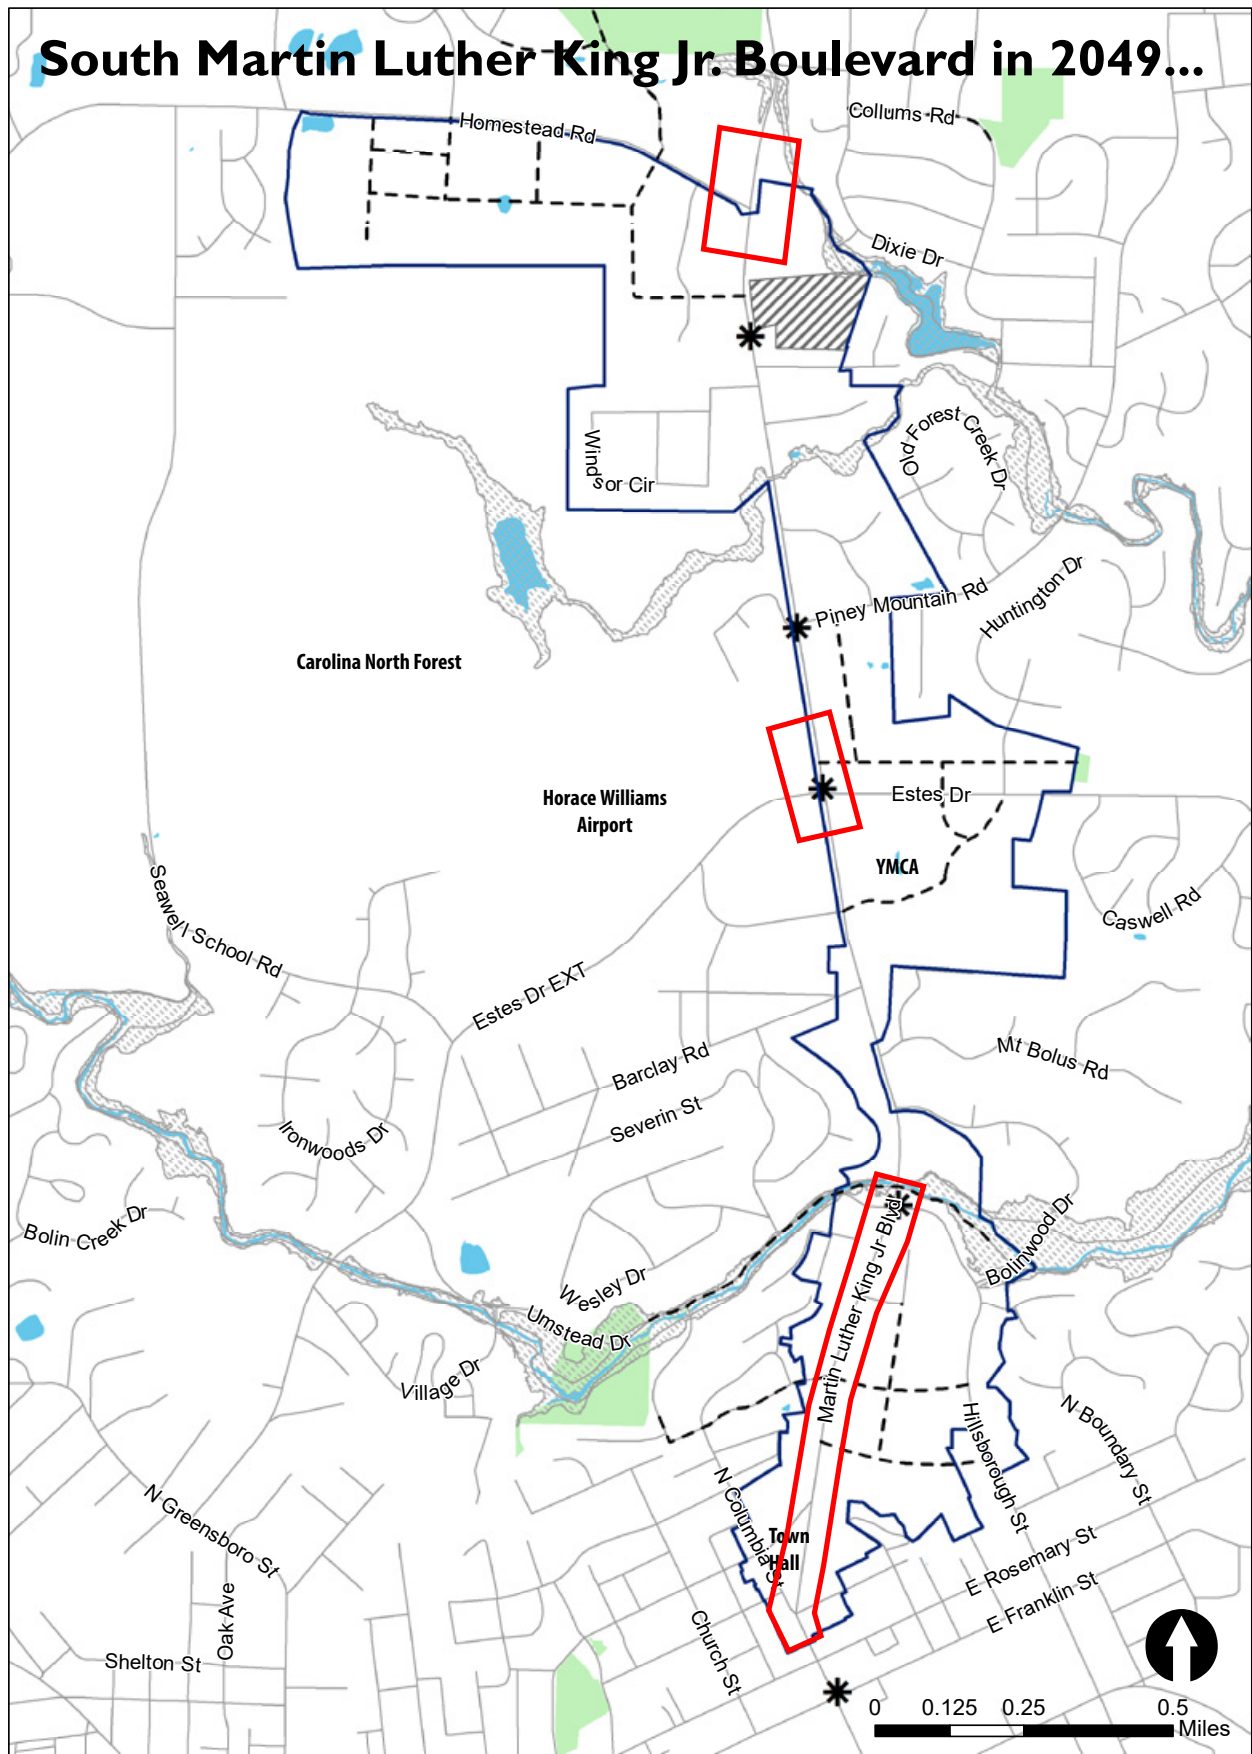 South Martin Luther King Jr. Boulevard in 2049...
Homestead Rd
Collums Rd
Dixie Dr
Old Forest Creek Dr
Windsor Cir
Piney Mountain Rd
Huntington Dr
Carolina North Forest
Horace Williams
Airport
Estes Dr
YMCA
Seawell School Rd
Caswell Rd
Estes Dr EXT
Mt Bolus Rd
Barclay Rd
Severin St
Ironwoods Dr
Bolin Creek Dr
Bolinwood Dr
Wesley Dr
Umstead Dr
Martin Luther King Jr Blvd
Village Dr
N Boundary St
Hillsborough St
N Columbia St
N Greensboro St
Town
Hall
E Rosemary St
E Franklin St
Oak Ave
Church St
Shelton St
0 0.125 0.25 0.5
Miles